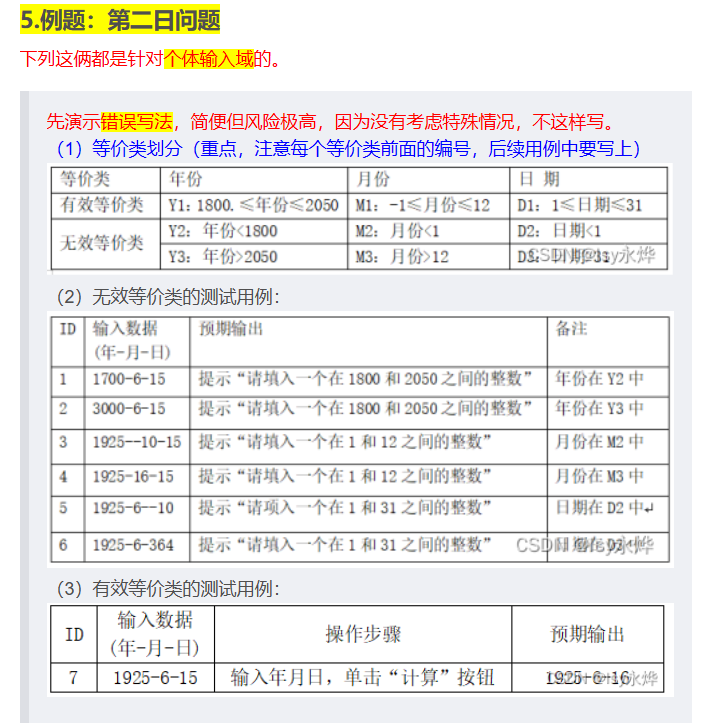 5.例题：第二日问题
下列这俩都是针对个体输入域的。
先演示错误写法，简便但风险极高，因为没有考虑特殊情况，不这样写。
（1）等价类划分（重点，注意每个等价类前面的编号，后续用例中要写上）
等价类 年份 月份 日 期
有效等价类 Y1：1800.≤年份≤2050 M1：-1≤月份≤12 D1：1≤日期≤31
无效等价类 Y2：年份<1800 M2：月份<1 D2：日期<1
Y3：年份>2050 M3：月份>12 D3：日期>31
（2）无效等价类的测试用例：
ID 输入数据 预期输出 备注
(年-月-日)
1 1700-6-15 提示“请填入一个在 1800 和 2050 之间的整数” 年份在 Y2 中
2 3000-6-15 提示“请填入一个在 1800 和 2050 之间的整数” 年份在 Y3 中
3 1925--10-15 提示“请填入一个在 1 和 12 之间的整数” 月份在 M2 中
4 1925-16-15 提示“请填入一个在 1 和 12 之间的整数” 月份在 M3 中
5 1925-6--10 提示“请项入一个在 1 和 31 之间的整数” 日期在 D2 中↲
6 1925-6-364 提示“请填入一个在 1 和 31 之间的整数” 日期在 D3 中
（3）有效等价类的测试用例：
ID 输入数据 操作步骤 预期输出
(年-月-日)
7 1925-6-15 输入年月日，单击“计算”按钮 1925-6-16